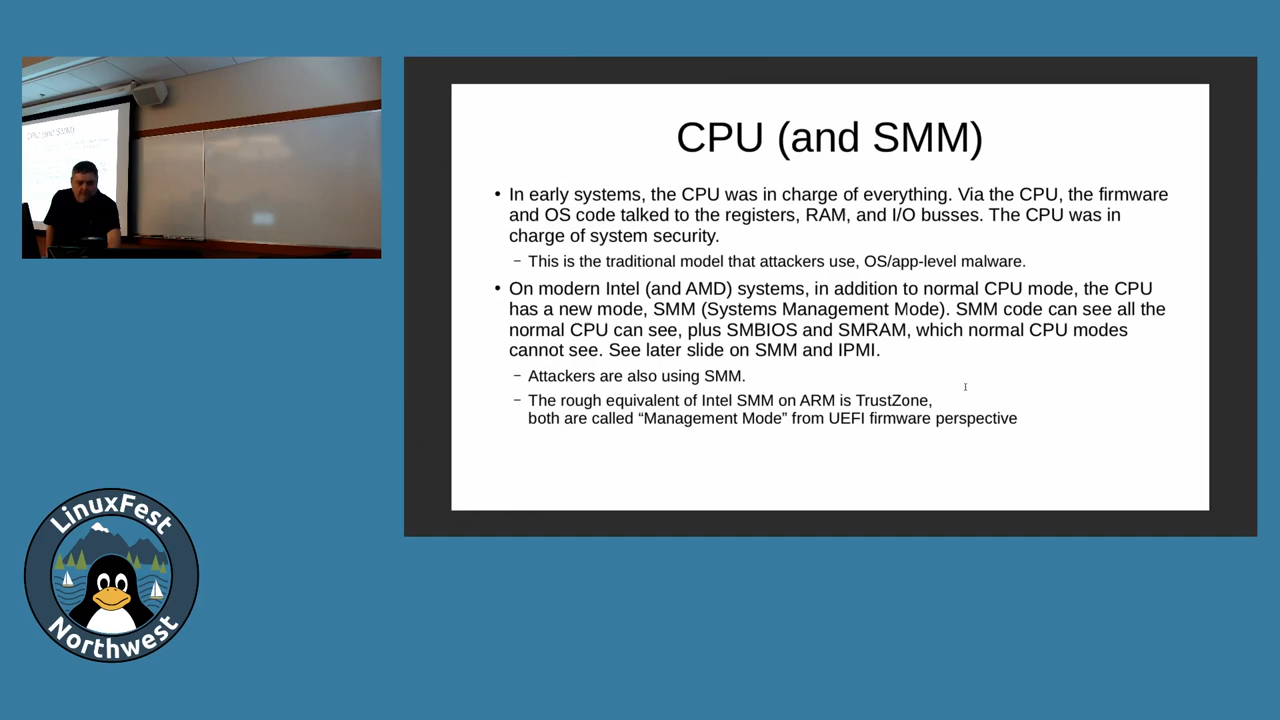 CPU (and SMM)
CPU (and SMM)
• In early systems, the CPU was in charge of everything. Via the CPU, the firmware
and OS code talked to the registers, RAM, and I/O busses. The CPU was in
charge of system security.
– This is the traditional model that attackers use, OS/app-level malware.
• On modern Intel (and AMD) systems, in addition to normal CPU mode, the CPU
has a new mode, SMM (Systems Management Mode). SMM code can see all the
normal CPU can see, plus SMBIOS and SMRAM, which normal CPU modes
cannot see. See later slide on SMM and IPMI.
– Attackers are also using SMM.
– The rough equivalent of Intel SMM on ARM is TrustZone,
both are called “Management Mode” from UEFI firmware perspective
LinuxFest
Northwest